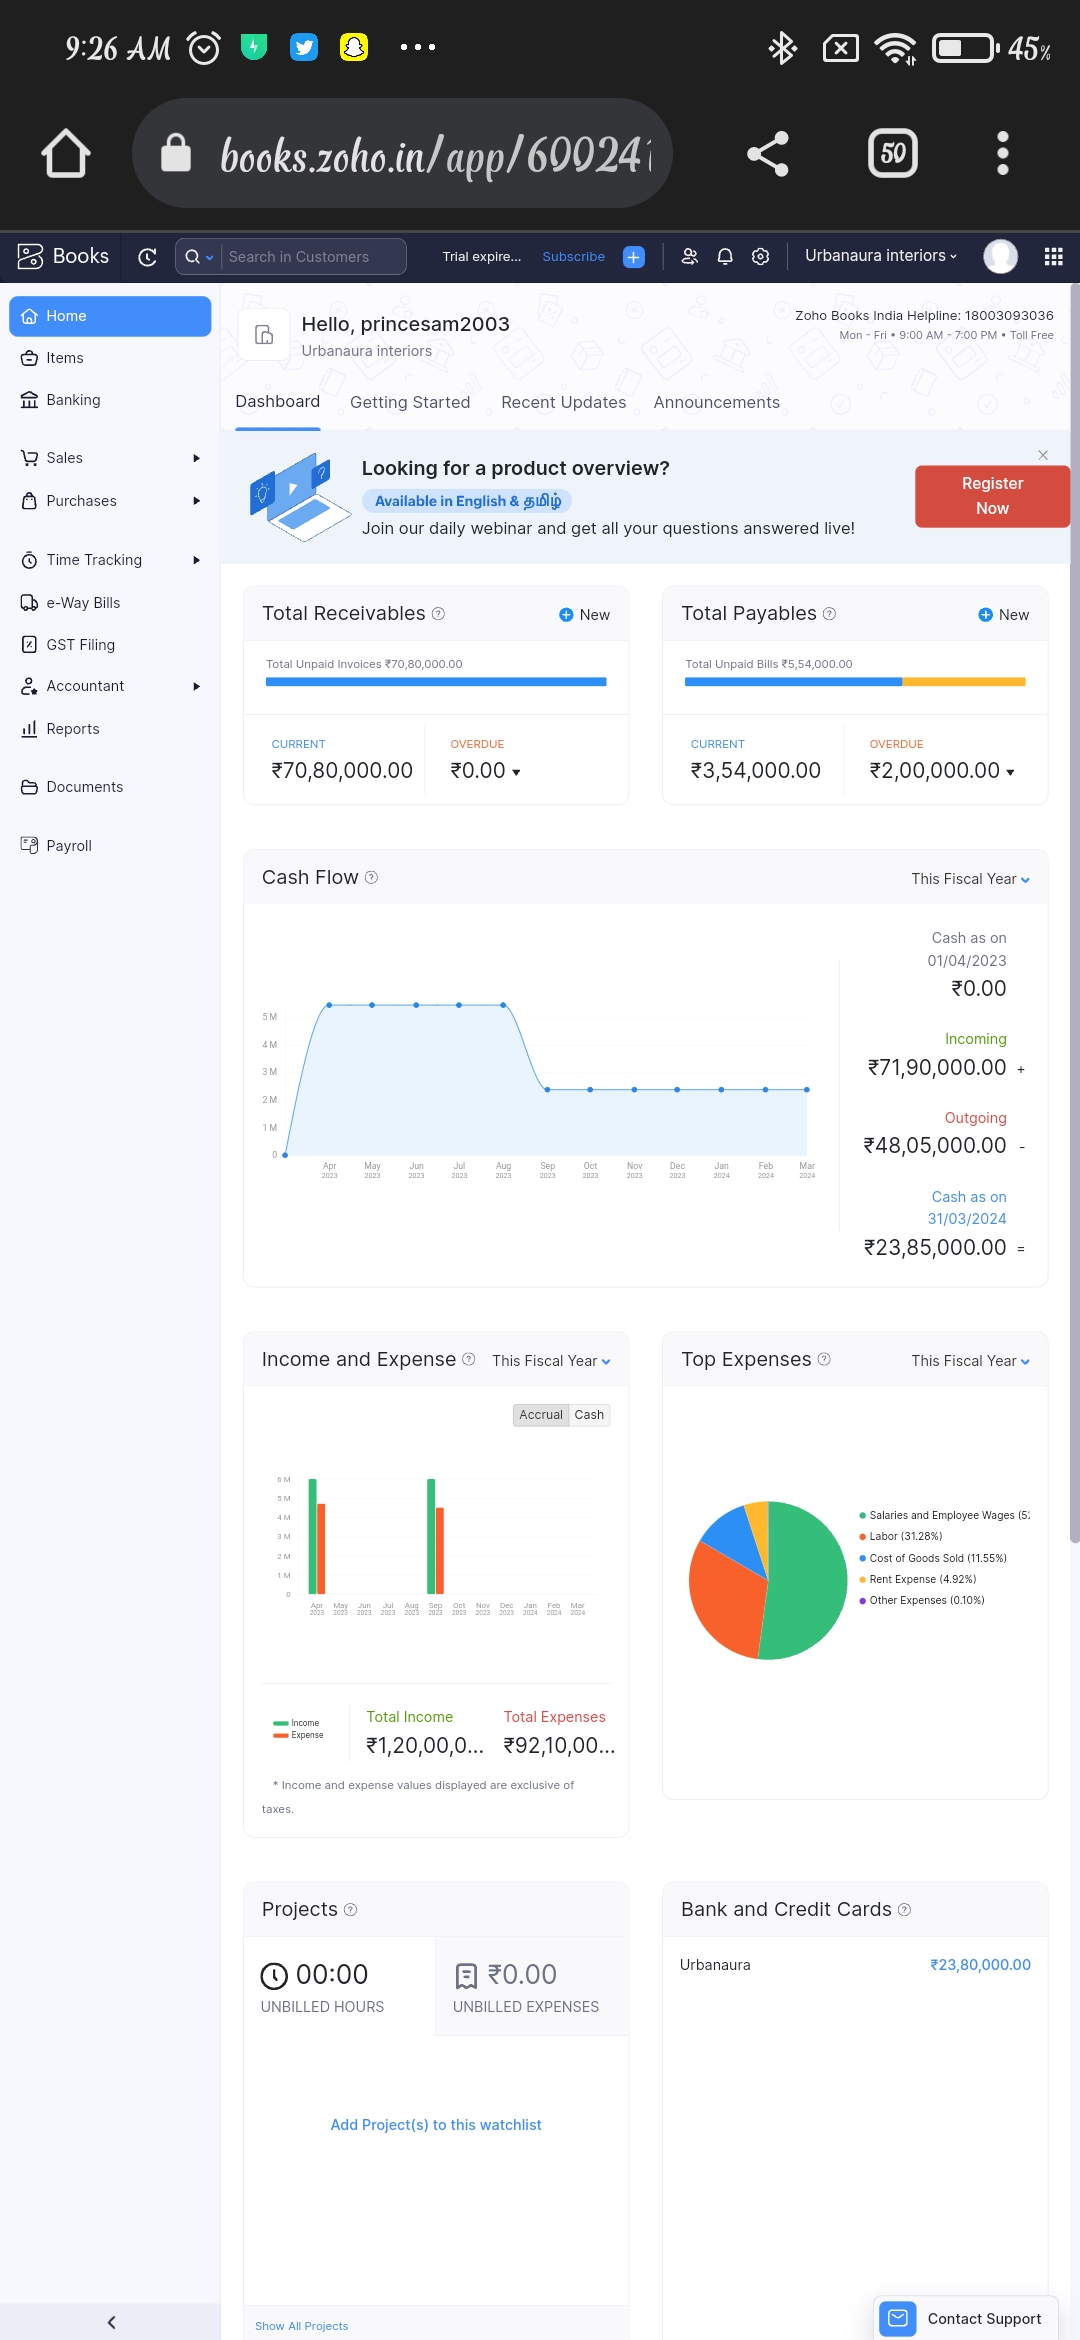 9:26 AM
45%
books.zoho.in/app/600241
50
Books
Search in Customers
Trial expire...
Subscribe
Urbanaura interiors
Home
Items
Banking
Sales
Purchases
Time Tracking
e-Way Bills
GST Filing
Accountant
Reports
Documents
Payroll
Hello, princesam2003
Urbanaura interiors
Zoho Books India Helpline: 18003093036
Mon - Fri • 9:00 AM - 7:00 PM • Toll Free
Dashboard
Getting Started
Recent Updates
Announcements
Looking for a product overview?
Available in English & தமிழ்
Join our daily webinar and get all your questions answered live!
Register
Now
Total Receivables
New
Total Unpaid Invoices ₹70,80,000.00
CURRENT
₹70,80,000.00
OVERDUE
₹0.00
Total Payables
New
Total Unpaid Bills ₹5,54,000.00
CURRENT
₹3,54,000.00
OVERDUE
₹2,00,000.00
Cash Flow
This Fiscal Year
5 M
4 M
3 M
2 M
1 M
0
Apr May Jun Jul Aug Sep Oct Nov Dec Jan Feb Mar
2023 2023 2023 2023 2023 2023 2023 2023 2023 2024 2024 2024
Cash as on
01/04/2023
₹0.00
Incoming
₹71,90,000.00 +
Outgoing
₹48,05,000.00 -
Cash as on
31/03/2024
₹23,85,000.00 =
Income and Expense
This Fiscal Year
Accrual Cash
6 M
5 M
4 M
3 M
2 M
1 M
0
Apr May Jun Jul Aug Sep Oct Nov Dec Jan Feb Mar
2023 2023 2023 2023 2023 2023 2023 2023 2023 2024 2024 2024
Income
Expense
Total Income
₹1,20,00,0...
Total Expenses
₹92,10,00...
* Income and expense values displayed are exclusive of
taxes.
Top Expenses
This Fiscal Year
Salaries and Employee Wages (52
Labor (31.28%)
Cost of Goods Sold (11.55%)
Rent Expense (4.92%)
Other Expenses (0.10%)
Projects
00:00
UNBILLED HOURS
₹0.00
UNBILLED EXPENSES
Add Project(s) to this watchlist
Show All Projects
Bank and Credit Cards
Urbanaura
₹23,80,000.00
Contact Support